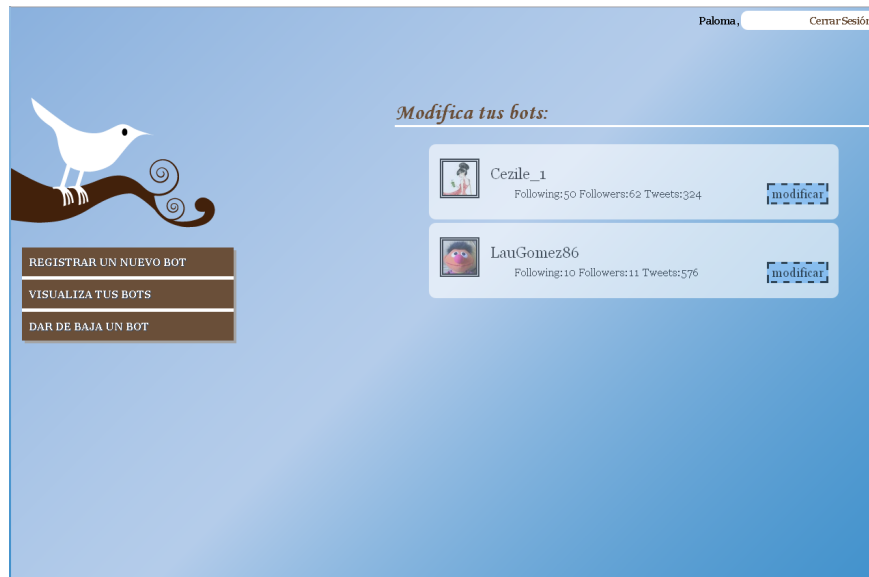 Paloma, Cerrar Sesión
Modifica tus bots:
Cezile_1
Following:50 Followers:62 Tweets:324
modificar
LauGomez86
Following:10 Followers:11 Tweets:576
modificar
REGISTRAR UN NUEVO BOT
VISUALIZA TUS BOTS
DAR DE BAJA UN BOT